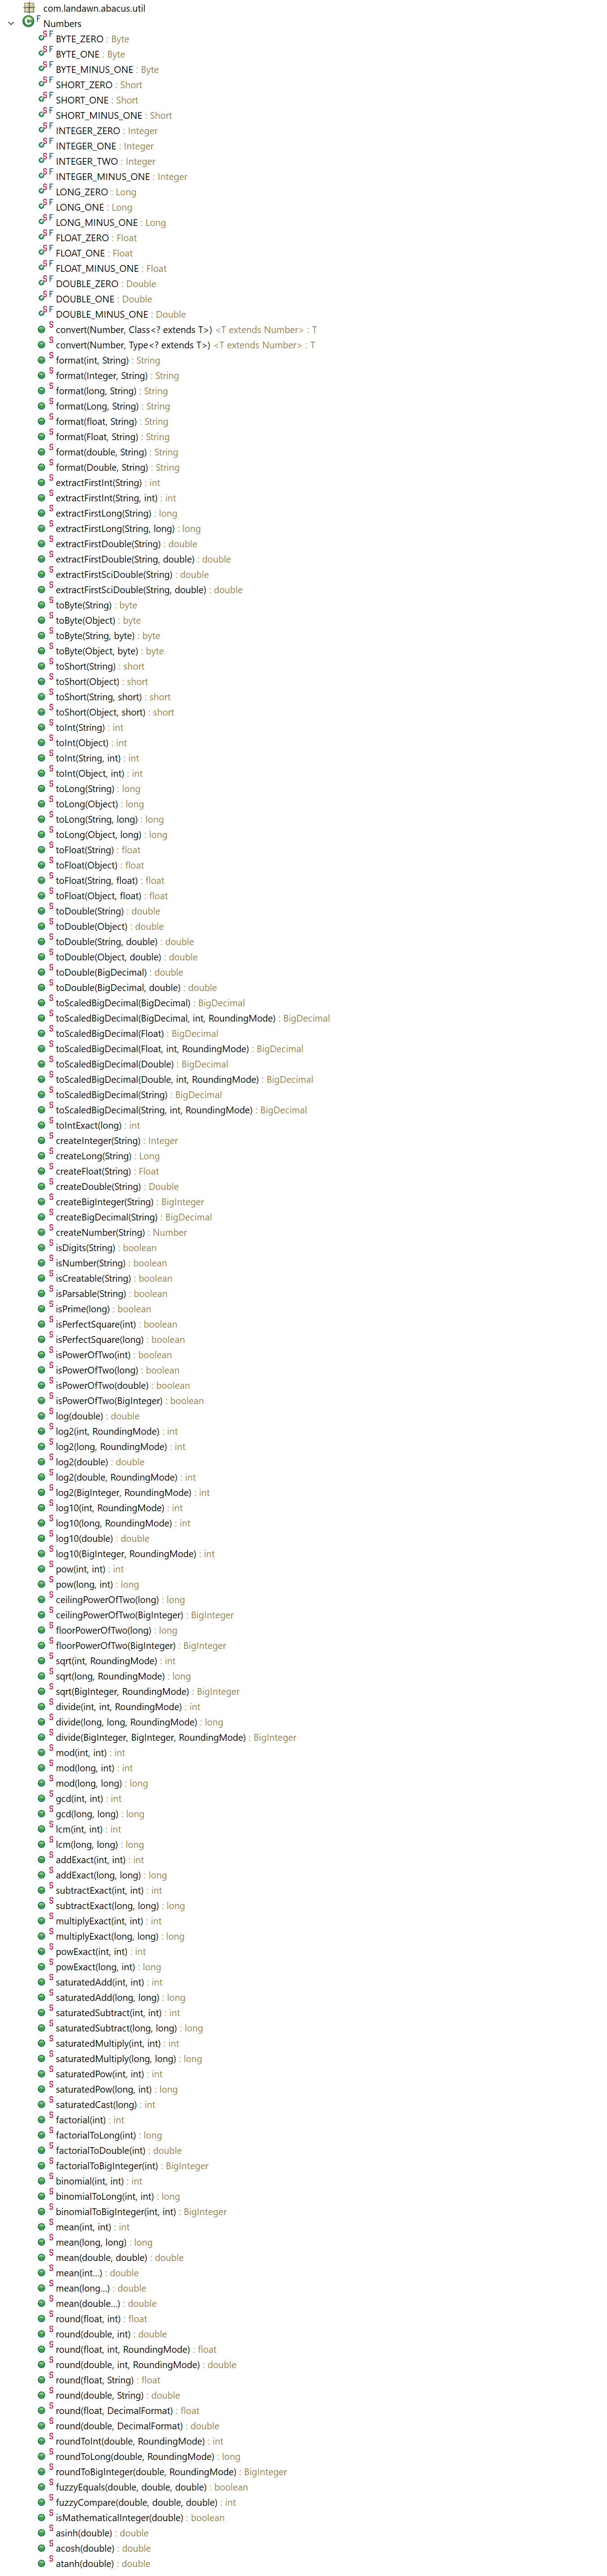 com.landawn.abacus.util
Numbers
BYTE_ZERO : Byte
BYTE_ONE : Byte
BYTE_MINUS_ONE : Byte
SHORT_ZERO : Short
SHORT_ONE : Short
SHORT_MINUS_ONE : Short
INTEGER_ZERO : Integer
INTEGER_ONE : Integer
INTEGER_TWO : Integer
INTEGER_MINUS_ONE : Integer
LONG_ZERO : Long
LONG_ONE : Long
LONG_MINUS_ONE : Long
FLOAT_ZERO : Float
FLOAT_ONE : Float
FLOAT_MINUS_ONE : Float
DOUBLE_ZERO : Double
DOUBLE_ONE : Double
DOUBLE_MINUS_ONE : Double
convert(Number, Class<? extends T>) <T extends Number> : T
convert(Number, Type<? extends T>) <T extends Number> : T
format(int, String) : String
format(Integer, String) : String
format(long, String) : String
format(Long, String) : String
format(float, String) : String
format(Float, String) : String
format(double, String) : String
format(Double, String) : String
extractFirstInt(String) : int
extractFirstInt(String, int) : int
extractFirstLong(String) : long
extractFirstLong(String, long) : long
extractFirstDouble(String) : double
extractFirstDouble(String, double) : double
extractFirstSciDouble(String) : double
extractFirstSciDouble(String, double) : double
toByte(String) : byte
toByte(Object) : byte
toByte(String, byte) : byte
toByte(Object, byte) : byte
toShort(String) : short
toShort(Object) : short
toShort(String, short) : short
toShort(Object, short) : short
toInt(String) : int
toInt(Object) : int
toInt(String, int) : int
toInt(Object, int) : int
toLong(String) : long
toLong(Object) : long
toLong(String, long) : long
toLong(Object, long) : long
toFloat(String) : float
toFloat(Object) : float
toFloat(String, float) : float
toFloat(Object, float) : float
toDouble(String) : double
toDouble(Object) : double
toDouble(String, double) : double
toDouble(Object, double) : double
toDouble(BigDecimal) : double
toDouble(BigDecimal, double) : double
toScaledBigDecimal(BigDecimal) : BigDecimal
toScaledBigDecimal(BigDecimal, int, RoundingMode) : BigDecimal
toScaledBigDecimal(Float) : BigDecimal
toScaledBigDecimal(Float, int, RoundingMode) : BigDecimal
toScaledBigDecimal(Double) : BigDecimal
toScaledBigDecimal(Double, int, RoundingMode) : BigDecimal
toScaledBigDecimal(String) : BigDecimal
toScaledBigDecimal(String, int, RoundingMode) : BigDecimal
toIntExact(long) : int
createInteger(String) : Integer
createLong(String) : Long
createFloat(String) : Float
createDouble(String) : Double
createBigInteger(String) : BigInteger
createBigDecimal(String) : BigDecimal
createNumber(String) : Number
isDigits(String) : boolean
isNumber(String) : boolean
isCreatable(String) : boolean
isParsable(String) : boolean
isPrime(long) : boolean
isPerfectSquare(int) : boolean
isPerfectSquare(long) : boolean
isPowerOfTwo(int) : boolean
isPowerOfTwo(long) : boolean
isPowerOfTwo(double) : boolean
isPowerOfTwo(BigInteger) : boolean
log(double) : double
log2(int, RoundingMode) : int
log2(long, RoundingMode) : int
log2(double) : double
log2(double, RoundingMode) : int
log2(BigInteger, RoundingMode) : int
log10(int, RoundingMode) : int
log10(long, RoundingMode) : int
log10(double) : double
log10(BigInteger, RoundingMode) : int
pow(int, int) : int
pow(long, int) : long
ceilingPowerOfTwo(long) : long
ceilingPowerOfTwo(BigInteger) : BigInteger
floorPowerOfTwo(long) : long
floorPowerOfTwo(BigInteger) : BigInteger
sqrt(int, RoundingMode) : int
sqrt(long, RoundingMode) : long
sqrt(BigInteger, RoundingMode) : BigInteger
divide(int, int, RoundingMode) : int
divide(long, long, RoundingMode) : long
divide(BigInteger, BigInteger, RoundingMode) : BigInteger
mod(int, int) : int
mod(long, int) : int
mod(long, long) : long
gcd(int, int) : int
gcd(long, long) : long
lcm(int, int) : int
lcm(long, long) : long
addExact(int, int) : int
addExact(long, long) : long
subtractExact(int, int) : int
subtractExact(long, long) : long
multiplyExact(int, int) : int
multiplyExact(long, long) : long
powExact(int, int) : int
powExact(long, int) : long
saturatedAdd(int, int) : int
saturatedAdd(long, long) : long
saturatedSubtract(int, int) : int
saturatedSubtract(long, long) : long
saturatedMultiply(int, int) : int
saturatedMultiply(long, long) : long
saturatedPow(int, int) : int
saturatedPow(long, int) : long
saturatedCast(long) : int
factorial(int) : int
factorialToLong(int) : long
factorialToDouble(int) : double
factorialToBigInteger(int) : BigInteger
binomial(int, int) : int
binomialToLong(int, int) : long
binomialToBigInteger(int, int) : BigInteger
mean(int, int) : int
mean(long, long) : long
mean(double, double) : double
mean(int...) : double
mean(long...) : double
mean(double...) : double
round(float, int) : float
round(double, int) : double
round(float, int, RoundingMode) : float
round(double, int, RoundingMode) : double
round(float, String) : float
round(double, String) : double
round(float, DecimalFormat) : float
round(double, DecimalFormat) : double
roundToInt(double, RoundingMode) : int
roundToLong(double, RoundingMode) : long
roundToBigInteger(double, RoundingMode) : BigInteger
fuzzyEquals(double, double, double) : boolean
fuzzyCompare(double, double, double) : int
isMathematicalInteger(double) : boolean
asinh(double) : double
acosh(double) : double
atanh(double) : double